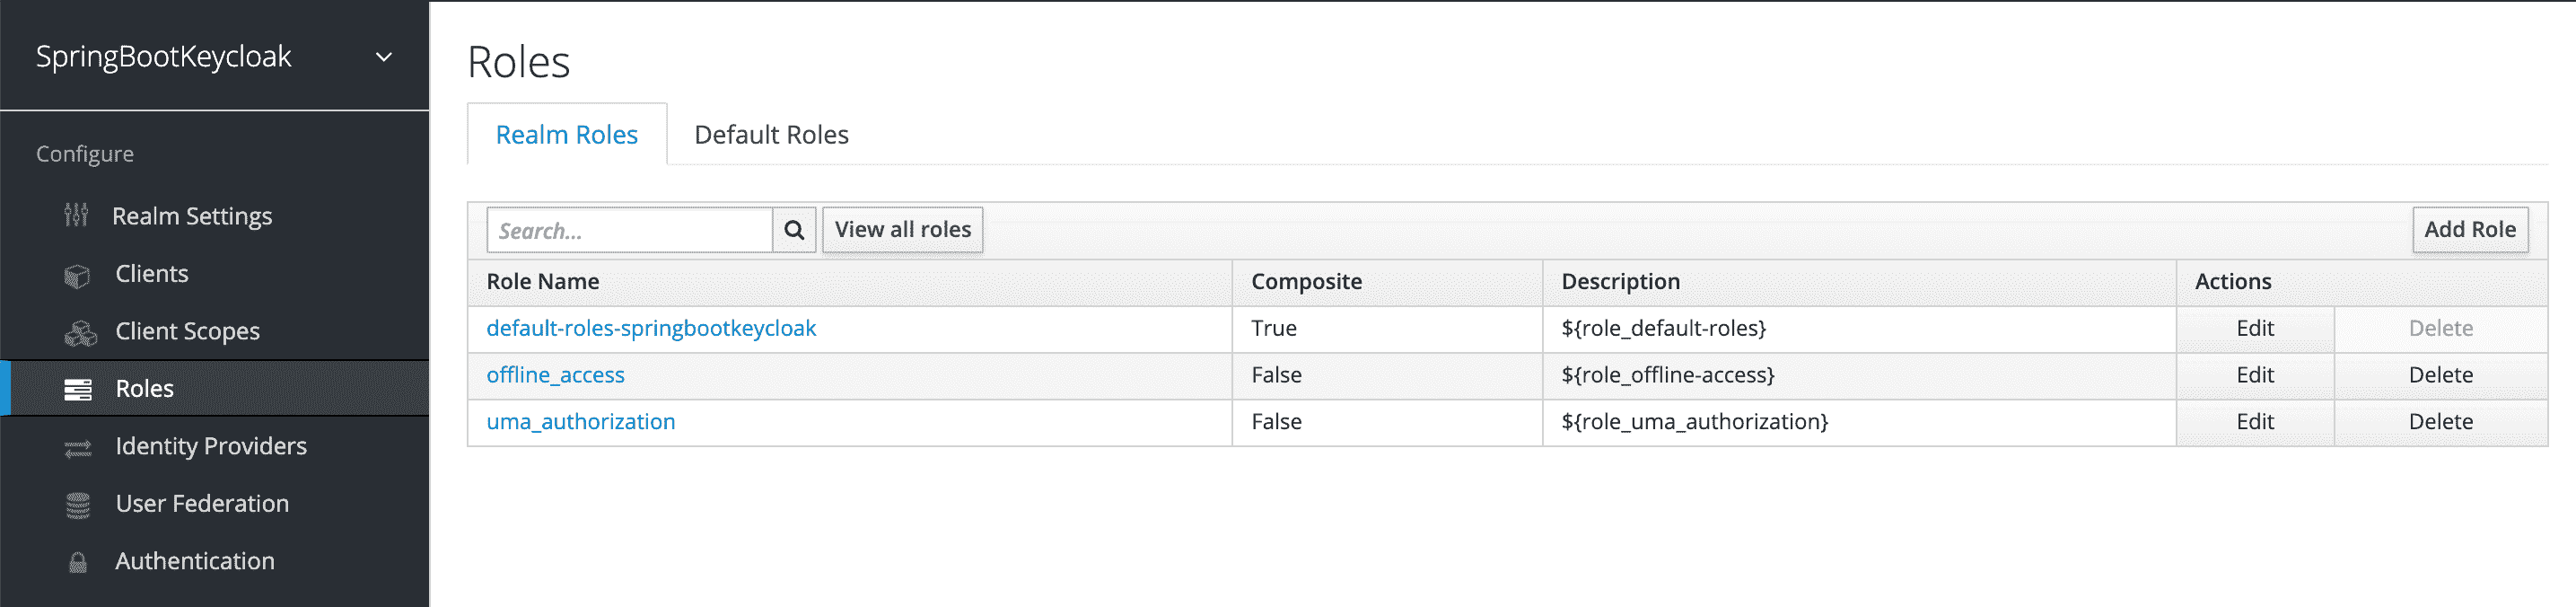 SpringBootKeycloak
Configure
Realm Settings
Clients
Client Scopes
Roles
Identity Providers
User Federation
Authentication
Roles
Realm Roles Default Roles
Search... View all roles Add Role
Role Name Composite Description Actions
default-roles-springbootkeycloak True ${role_default-roles} Edit Delete
offline_access False ${role_offline-access} Edit Delete
uma_authorization False ${role_uma_authorization} Edit Delete